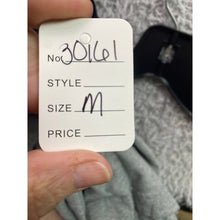 No. 30161
STYLE
SIZE M
PRICE